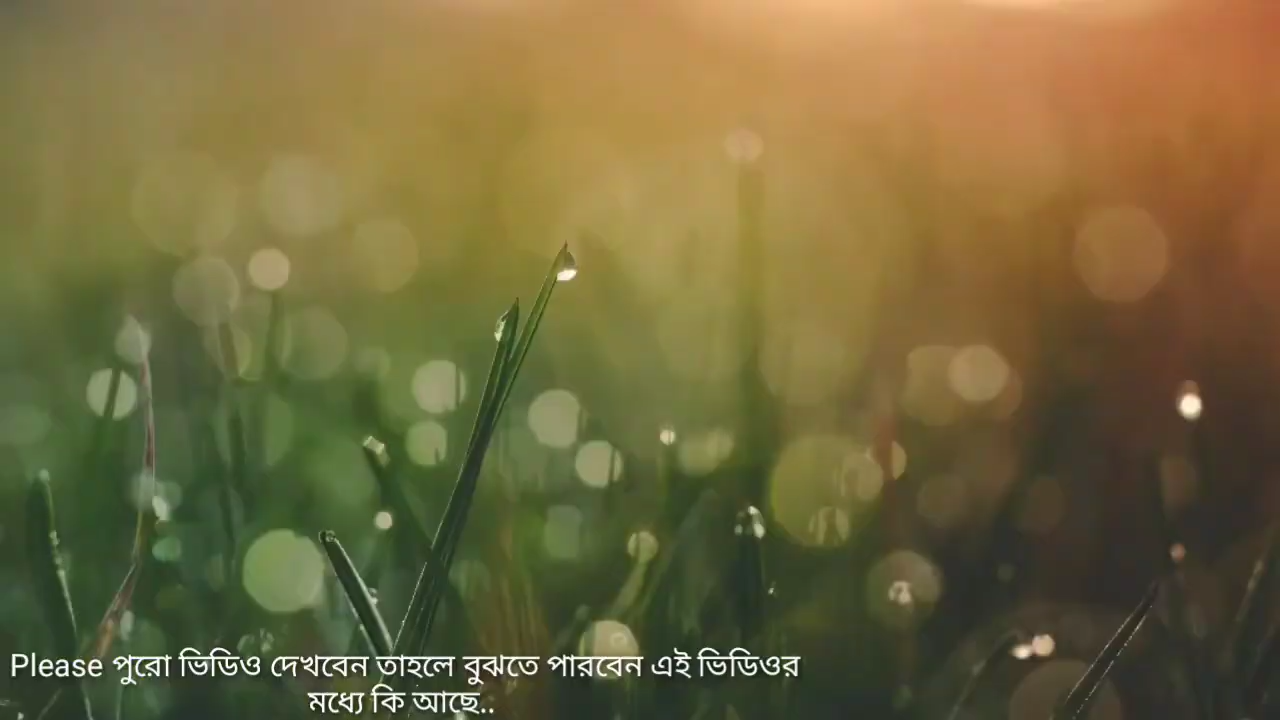 Please পুরো ভিডিও দেখবেন তাহলে বুঝতে পারবেন এই ভিডিওর
মধ্যে কি আছে..